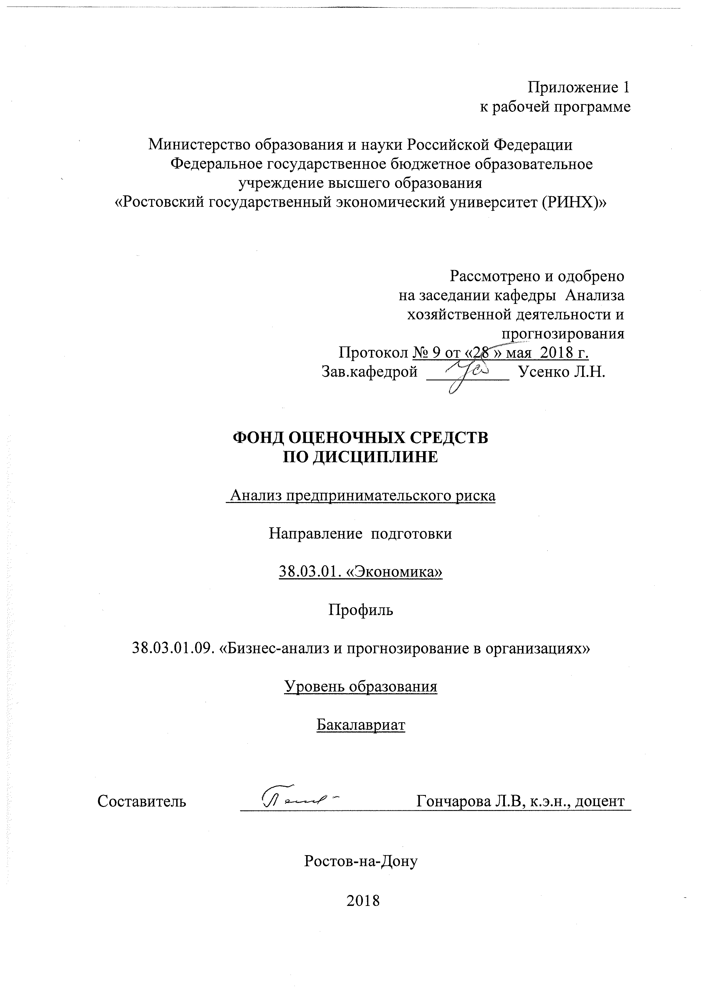 Приложение 1
к рабочей программе
Министерство образования и науки Российской Федерации
Федеральное государственное бюджетное образовательное
учреждение высшего образования
«Ростовский государственный экономический университет (РИНХ)»
Рассмотрено и одобрено
на заседании кафедры Анализа
хозяйственной деятельности и
прогнозирования
Протокол № 9 от «28 » мая 2018 г.
Зав.кафедрой Усенко Л.Н.
ФОНД ОЦЕНОЧНЫХ СРЕДСТВ
ПО ДИСЦИПЛИНЕ
Анализ предпринимательского риска
Направление подготовки
38.03.01. «Экономика»
Профиль
38.03.01.09. «Бизнес-анализ и прогнозирование в организациях»
Уровень образования
Бакалавриат
Составитель Гончарова Л.В, к.э.н., доцент
Ростов-на-Дону
2018